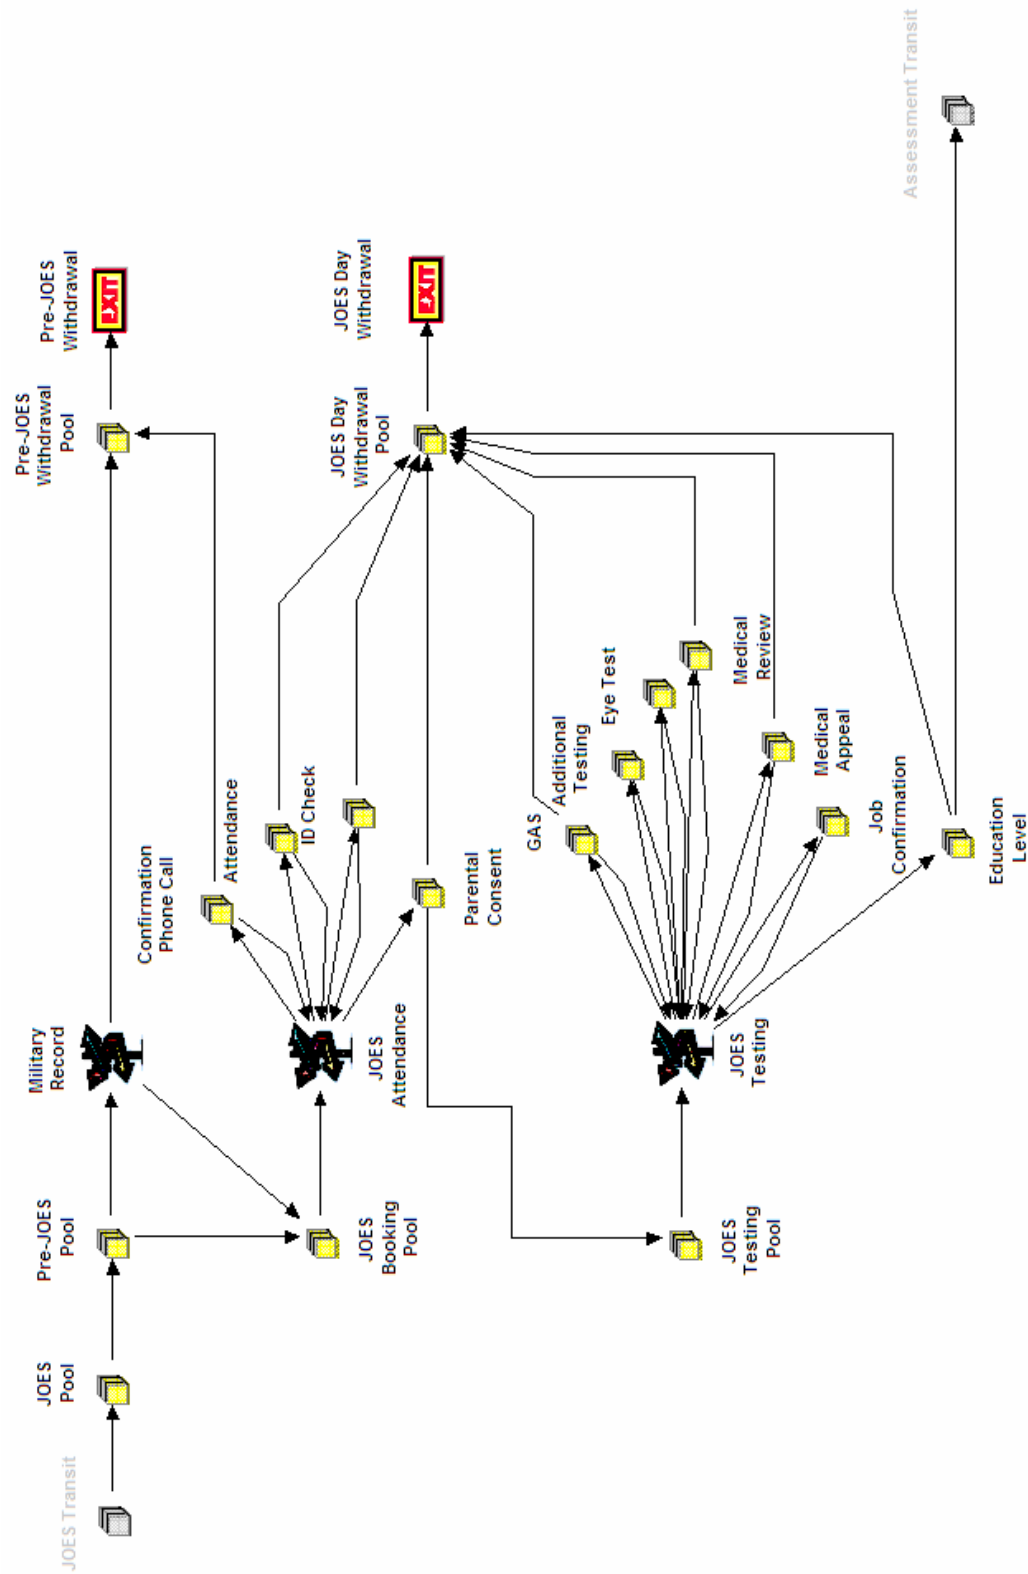 JOES Transit
JOES
Pool
Pre-JOES
Pool
Military
Record
Pre-JOES
Withdrawal
Pool
Pre-JOES
Withdrawal
EXIT
Confirmation
Phone Call
Attendance
ID Check
JOES
Booking
Pool
JOES
Attendance
Parental
Consent
JOES Day
Withdrawal
Pool
JOES Day
Withdrawal
EXIT
GAS
Additional
Testing
Eye Test
Medical
Review
Medical
Appeal
Job
Confirmation
JOES
Testing
Pool
JOES
Testing
Education
Level
Assessment Transit